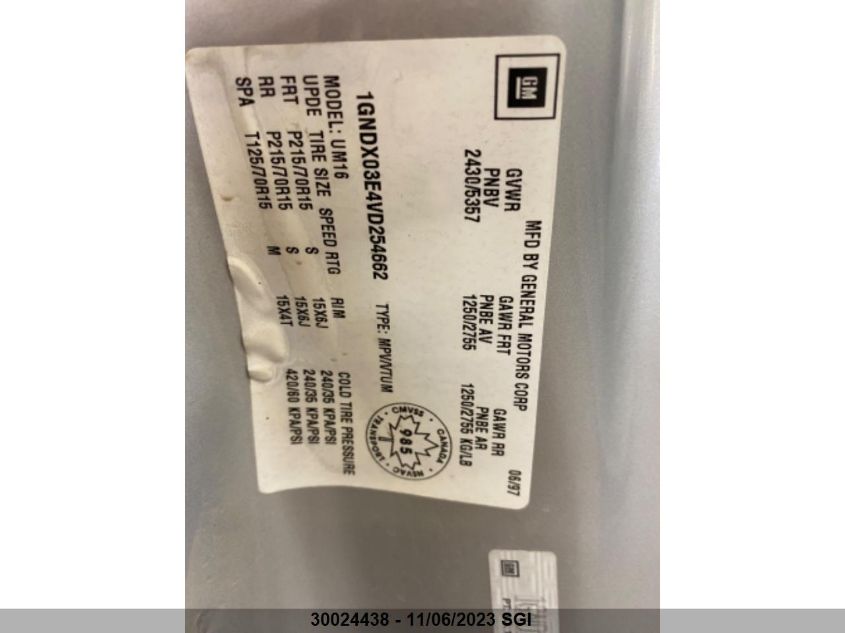 GM
MFD BY GENERAL MOTORS CORP 06/97
GVWR GAWR FRT GAWR RR
PNBV PNBE AV PNBE AR
2430/5357 1250/2755 1250/2755 KG/LB
CMVSS · CANADA · NSVAC · TRANSPORT ·
985
1GNDX03E4VD254662 TYPE: MPV/VTUM
MODEL: UM16
UPDE TIRE SIZE SPEED RTG RIM COLD TIRE PRESSURE
FRT P215/70R15 S 15X6J 240/35 KPA/PSI
RR P215/70R15 S 15X6J 240/35 KPA/PSI
SPA T125/70R15 M 15X4T 420/60 KPA/PSI
GM
30024438 - 11/06/2023 SGI